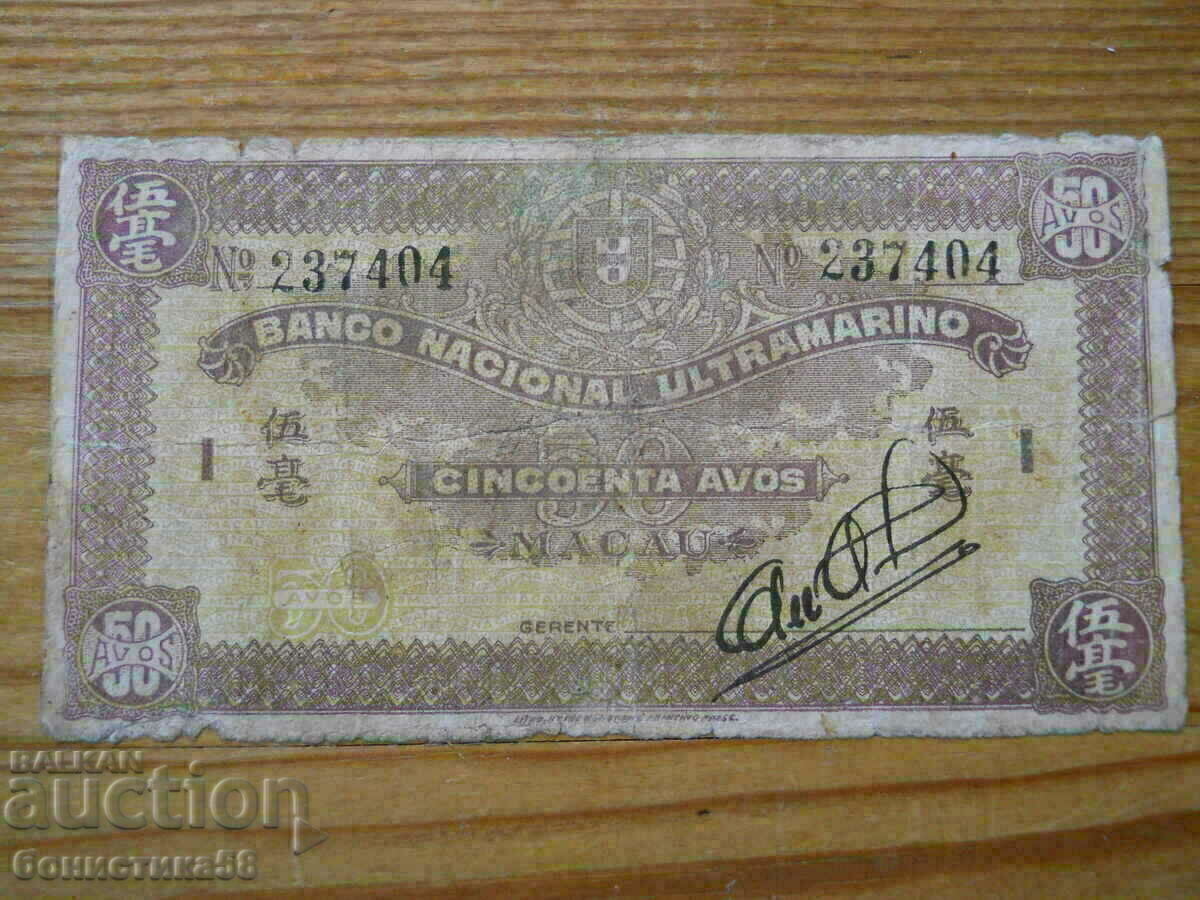 伍毫
50 AVOS
Nº 237404
Nº 237404
BANCO NACIONAL ULTRAMARINO
伍毫
伍毫
50
CINCOENTA AVOS
MACAU
50 AVOS
GERENTE
50 AVOS
伍毫
BALKAN
auction
бонистика58